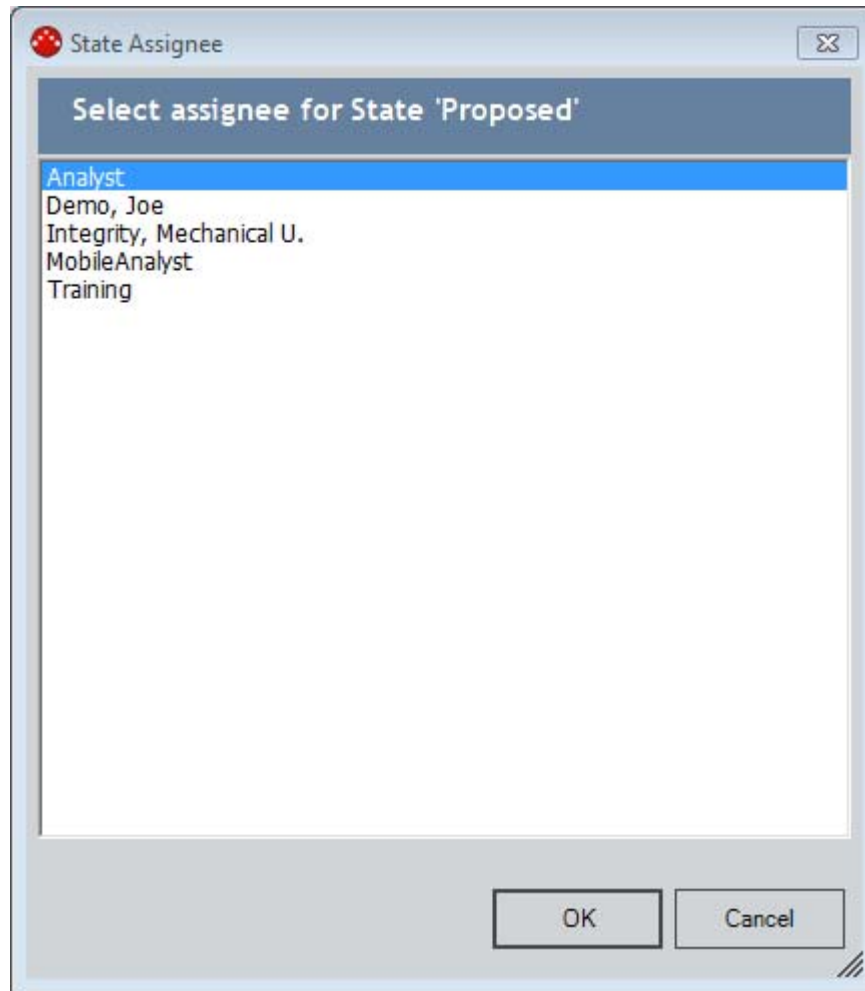 State Assignee
Select assignee for State 'Proposed'
Analyst
Demo, Joe
Integrity, Mechanical U.
MobileAnalyst
Training
OK
Cancel